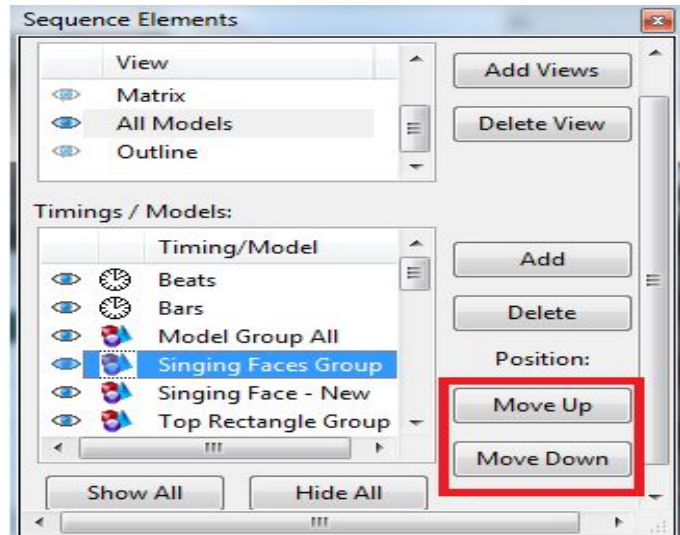 Sequence Elements
View
Matrix
All Models
Outline
Add Views
Delete View
Timings / Models:
Timing/Model
Beats
Bars
Model Group All
Singing Faces Group
Singing Face - New
Top Rectangle Group
Add
Delete
Position:
Move Up
Move Down
Show All
Hide All